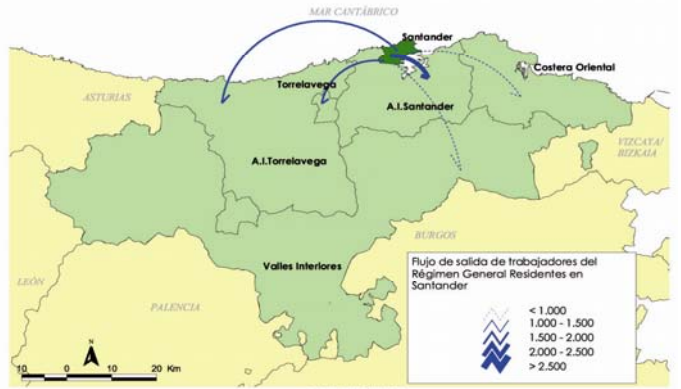 MAR CANTÁBRICO
Santander
Costera Oriental
Torrelavega
ASTURIAS
A.I.Santander
VIZCAYA/
BIZKAIA
A.I.Torrelavega
BURGOS
Valles Interiores
Flujo de salida de trabajadores del
Régimen General Residentes en
Santander
LEÓN
PALENCIA
< 1.000
1.000 - 1.500
1.500 - 2.000
2.000 - 2.500
> 2.500
N
10 0 10 20 Km